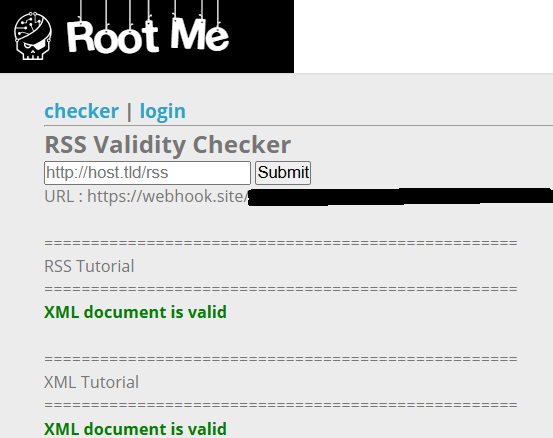 Root Me
checker | login
RSS Validity Checker
http://host.tld/rss Submit
URL : https://webhook.site/
===================================================
RSS Tutorial
===================================================
XML document is valid
===================================================
XML Tutorial
===================================================
XML document is valid